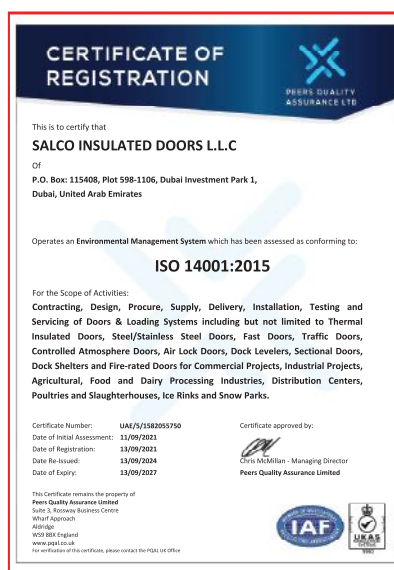 CERTIFICATE OF
REGISTRATION
PEERS QUALITY
ASSURANCE LTD
This is to certify that
SALCO INSULATED DOORS L.L.C
Of
P.O. Box: 115408, Plot 598-1106, Dubai Investment Park 1,
Dubai, United Arab Emirates
Operates an Environmental Management System which has been assessed as conforming to:
ISO 14001:2015
For the Scope of Activities:
Contracting, Design, Procure, Supply, Delivery, Installation, Testing and
Servicing of Doors & Loading Systems including but not limited to Thermal
Insulated Doors, Steel/Stainless Steel Doors, Fast Doors, Traffic Doors,
Controlled Atmosphere Doors, Air Lock Doors, Dock Levelers, Sectional Doors,
Dock Shelters and Fire-rated Doors for Commercial Projects, Industrial Projects,
Agricultural, Food and Dairy Processing Industries, Distribution Centers,
Poultries and Slaughterhouses, Ice Rinks and Snow Parks.
Certificate Number: UAE/5/1582055750
Date of Initial Assessment: 11/09/2021
Date of Registration: 13/09/2021
Date Re-Issued: 13/09/2024
Date of Expiry: 13/09/2027
Certificate approved by:
Chris McMillan - Managing Director
Peers Quality Assurance Limited
This Certificate remains the property of
Peers Quality Assurance Limited
Suite 3, Rossway Business Centre
Wharf Approach
Aldridge
WS9 8BX England
www.pqal.co.uk
For verification of this certificate, please contact the PQAL UK Office
IAF
UKAS